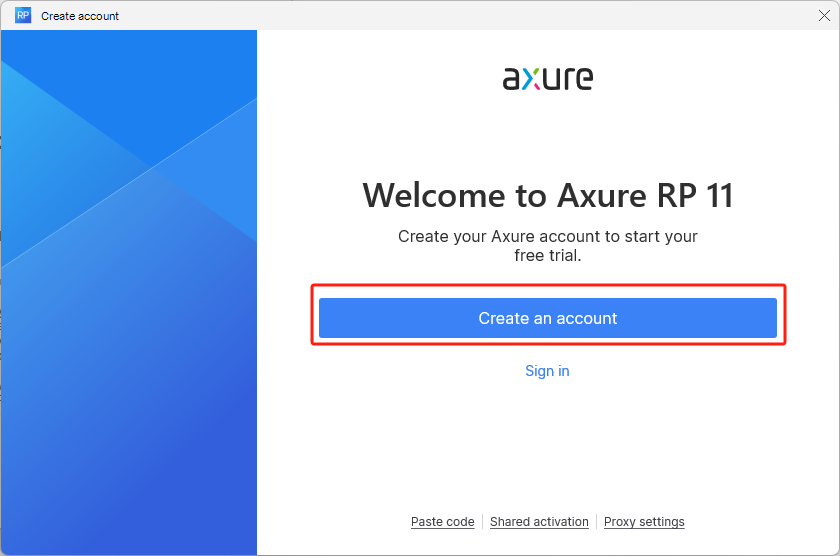 RP Create account
axure
Welcome to Axure RP 11
Create your Axure account to start your
free trial.
Create an account
Sign in
Paste code Shared activation Proxy settings